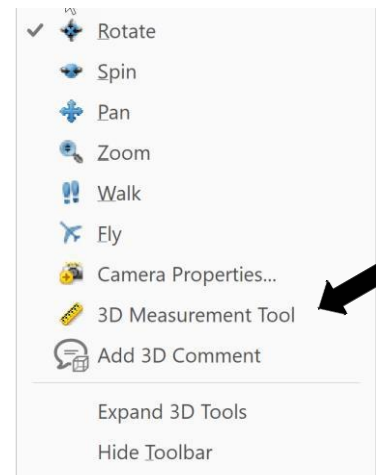 Rotate
Spin
Pan
Zoom
Walk
Fly
Camera Properties...
3D Measurement Tool
Add 3D Comment
Expand 3D Tools
Hide Toolbar